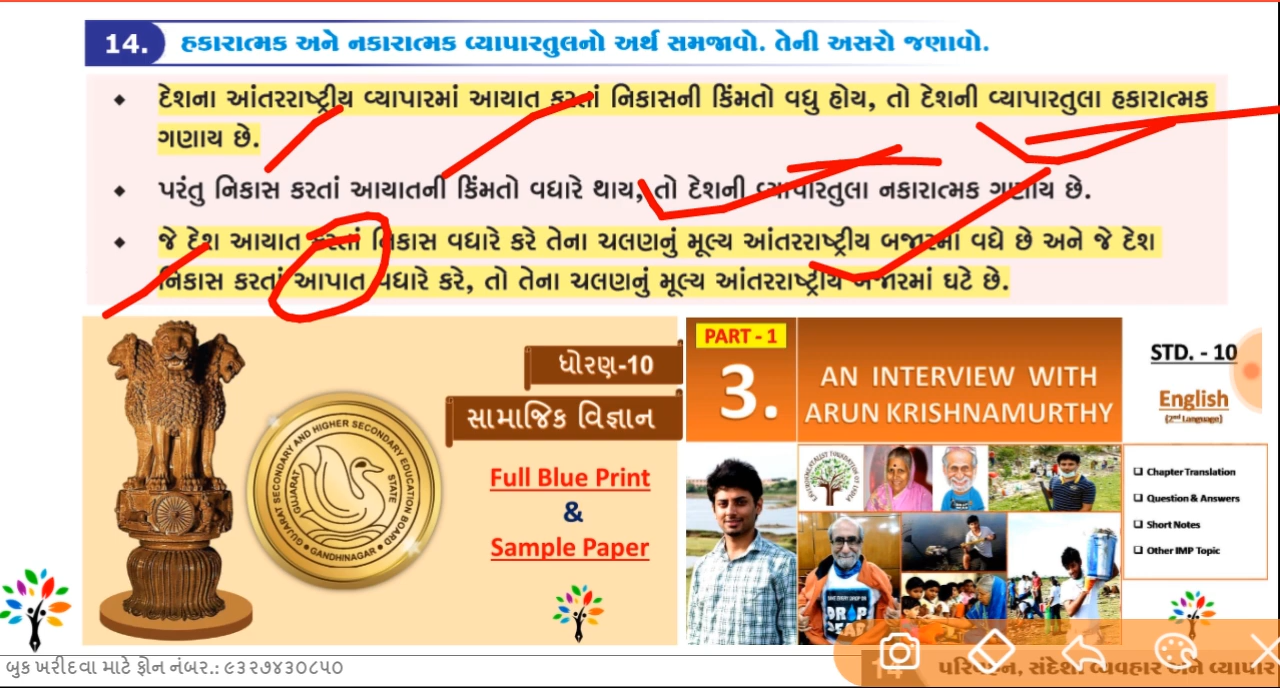 14. હકારાત્મક અને નકારાત્મક વ્યાપારતુલનો અર્થ સમજાવો. તેની અસરો જણાવો.
◆ દેશના આંતરરાષ્ટ્રીય વ્યાપારમાં આયાત કરતાં નિકાસની કિંમતો વધુ હોય, તો દેશની વ્યાપારતુલા હકારાત્મક
ગણાય છે.
◆ પરંતુ નિકાસ કરતાં આયાતની કિંમતો વધારે થાય, તો દેશની વ્યાપારતુલા નકારાત્મક ગણાય છે.
◆ જે દેશ આયાત કરતાં નિકાસ વધારે કરે તેના ચલણનું મૂલ્ય આંતરરાષ્ટ્રીય બજારમાં વધે છે અને જે દેશ
નિકાસ કરતાં આપાત વધારે કરે, તો તેના ચલણનું મૂલ્ય આંતરરાષ્ટ્રીય બજારમાં ઘટે છે.
ધોરણ-10
સામાજિક વિજ્ઞાન
Full Blue Print
&
Sample Paper
GUJARAT SECONDARY AND HIGHER SECONDARY EDUCATION BOARD
GUJARAT STATE
GANDHINAGAR
PART - 1
3.
AN INTERVIEW WITH
ARUN KRISHNAMURTHY
STD. - 10
English
(2nd Language)
❑ Chapter Translation
❑ Question & Answers
❑ Short Notes
❑ Other IMP Topic
DROP
DEAD
બુક ખરીદવા માટે ફોન નંબર.: ૯૩૨૭૪૩૦૮૫૦
14 પરિવહન, સંદેશાવ્યવહાર અને વ્યાપાર